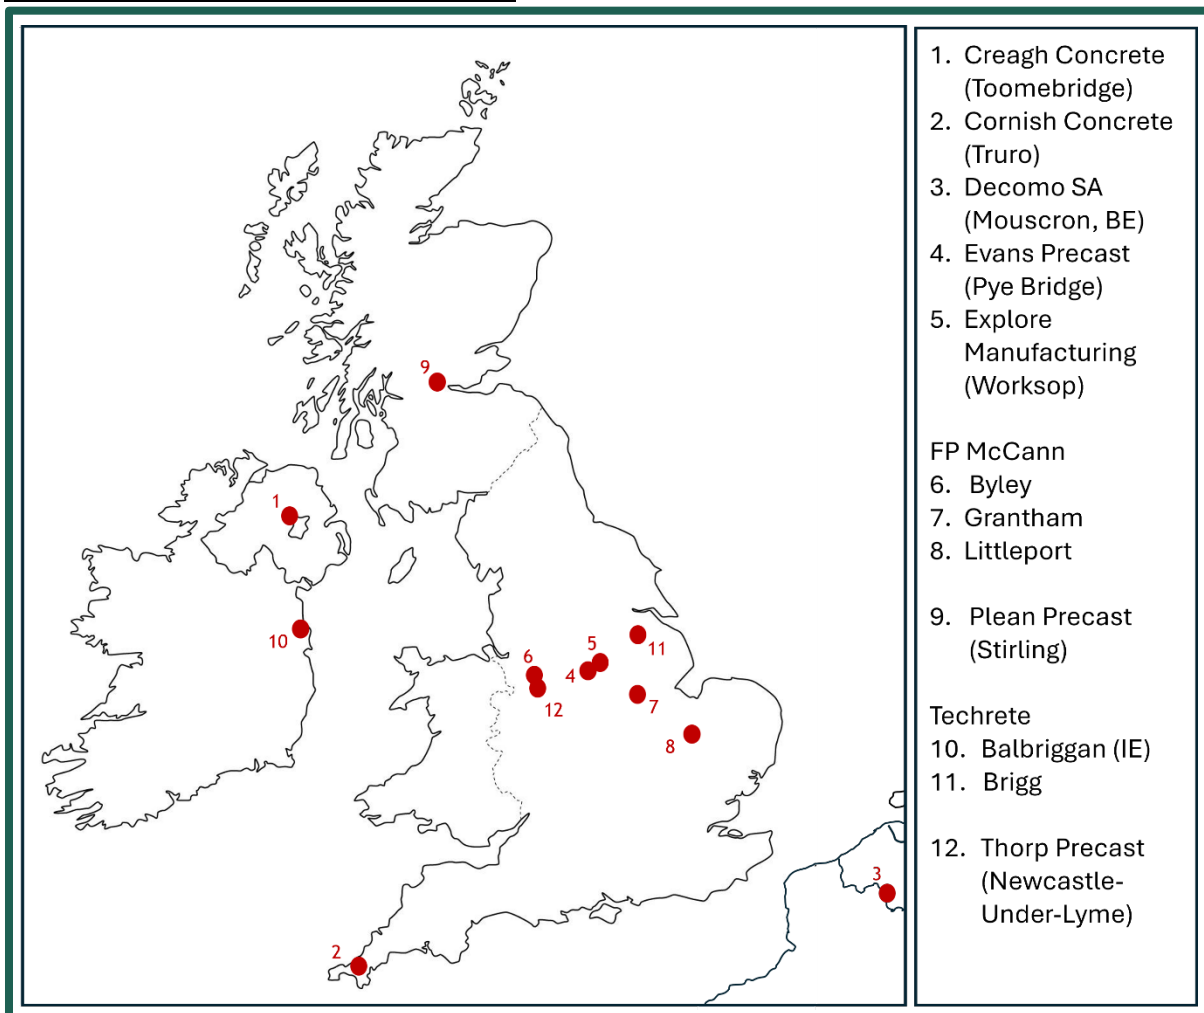 9
1
10
6
5
4
11
12
7
8
3
2
1. Creagh Concrete
(Toomebridge)
2. Cornish Concrete
(Truro)
3. Decomo SA
(Mouscron, BE)
4. Evans Precast
(Pye Bridge)
5. Explore
Manufacturing
(Worksop)
FP McCann
6. Byley
7. Grantham
8. Littleport
9. Plean Precast
(Stirling)
Techrete
10. Balbriggan (IE)
11. Brigg
12. Thorp Precast
(Newcastle-
Under-Lyme)